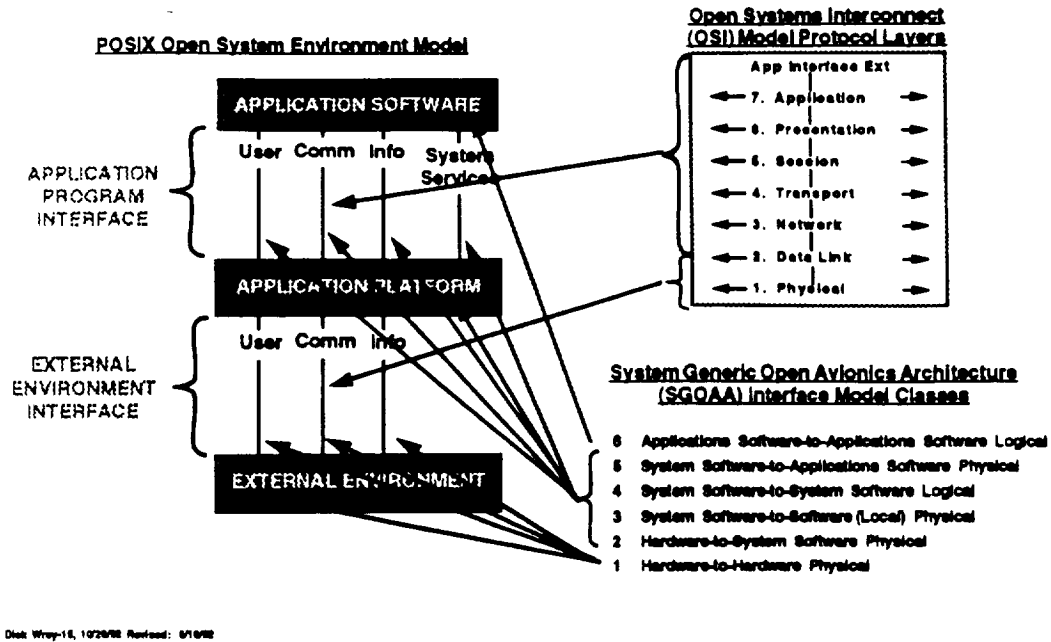 POSIX Open System Environment Model
Open Systems Interconnect
(OSI) Model Protocol Layers
APPLICATION SOFTWARE
User Comm Info System
Services
APPLICATION
PROGRAM
INTERFACE
APPLICATION PLATFORM
User Comm Info
EXTERNAL
ENVIRONMENT
INTERFACE
EXTERNAL ENVIRONMENT
App Interface Ext
7. Application
6. Presentation
5. Session
4. Transport
3. Network
2. Data Link
1. Physical
System Generic Open Avionics Architecture
(SGOAA) Interface Model Classes
6 Applications Software-to-Applications Software Logical
5 System Software-to-Applications Software Physical
4 System Software-to-System Software Logical
3 System Software-to-Software (Local) Physical
2 Hardware-to-System Software Physical
1 Hardware-to-Hardware Physical
Revised: